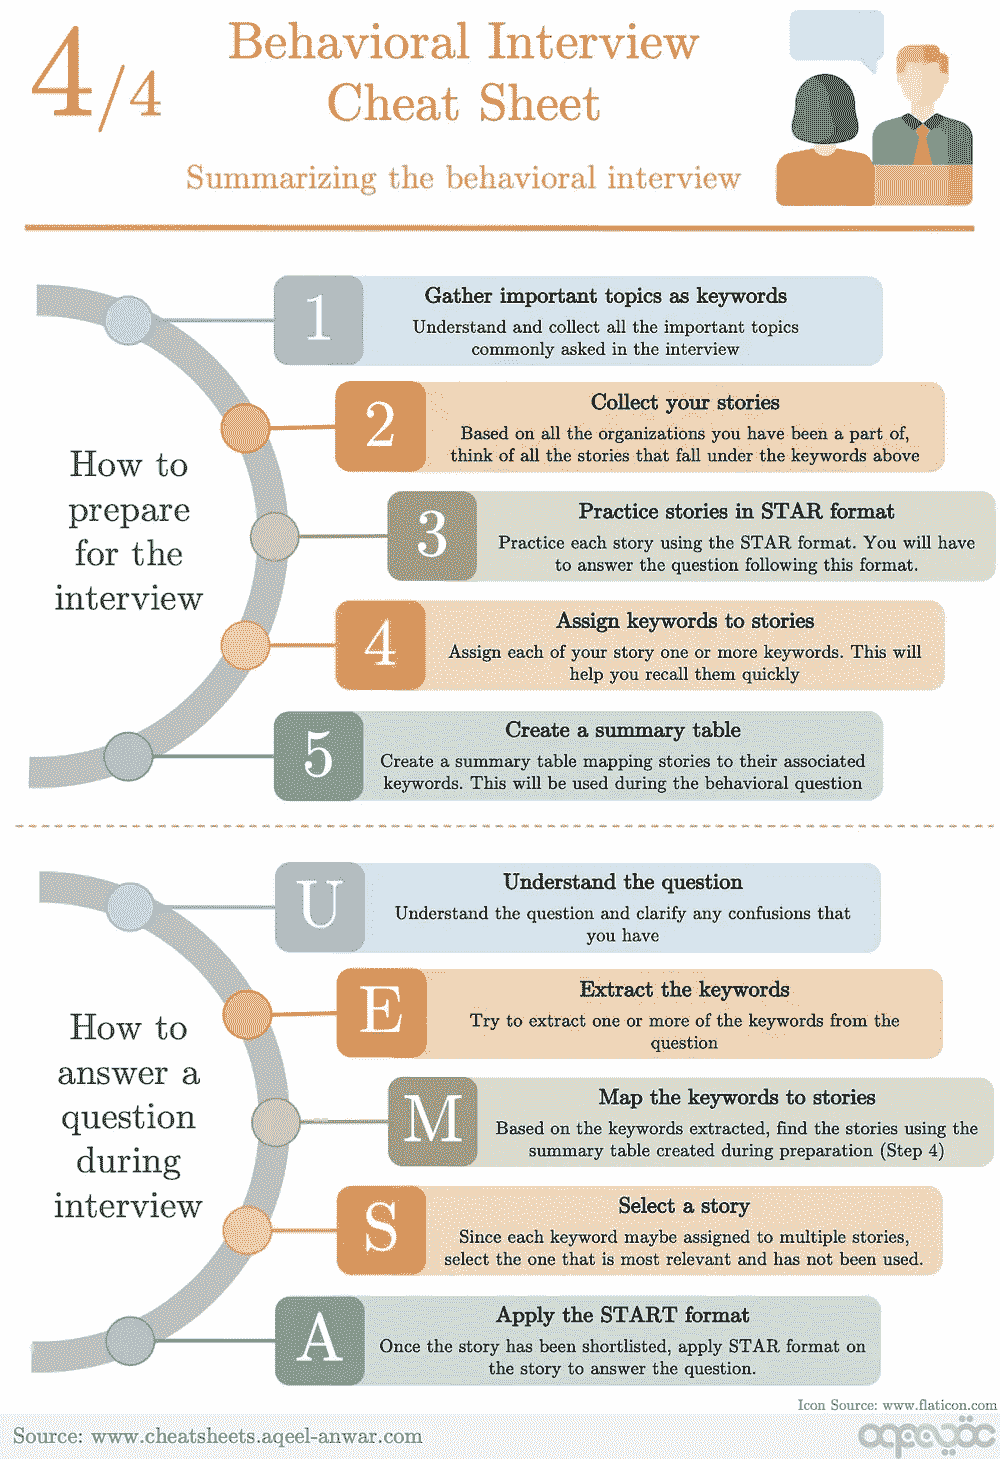 4/4
Behavioral Interview
Cheat Sheet
Summarizing the behavioral interview
How to
prepare
for the
interview
1
Gather important topics as keywords
Understand and collect all the important topics
commonly asked in the interview
2
Collect your stories
Based on all the organizations you have been a part of,
think of all the stories that fall under the keywords above
3
Practice stories in STAR format
Practice each story using the STAR format. You will have
to answer the question following this format.
4
Assign keywords to stories
Assign each of your story one or more keywords. This will
help you recall them quickly
5
Create a summary table
Create a summary table mapping stories to their associated
keywords. This will be used during the behavioral question
How to
answer a
question
during
interview
U
Understand the question
Understand the question and clarify any confusions that
you have
E
Extract the keywords
Try to extract one or more of the keywords from the
question
M
Map the keywords to stories
Based on the keywords extracted, find the stories using the
summary table created during preparation (Step 4)
S
Select a story
Since each keyword maybe assigned to multiple stories,
select the one that is most relevant and has not been used.
A
Apply the START format
Once the story has been shortlisted, apply STAR format on
the story to answer the question.
Icon Source: www.flaticon.com
Source: www.cheatsheets.aqeel-anwar.com